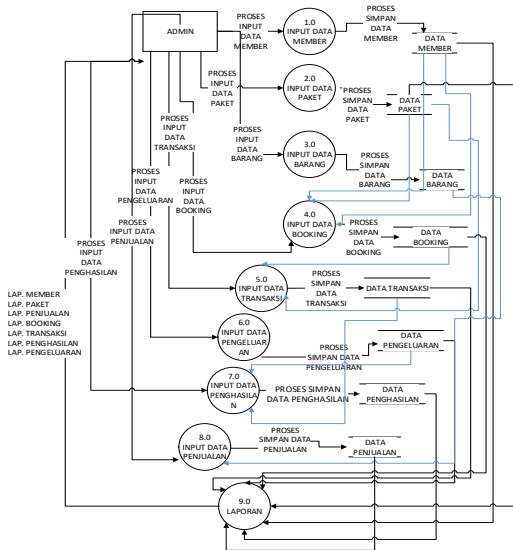 ADMIN
PROSES
INPUT
DATA
MEMBER
1.0
INPUT DATA
MEMBER
PROSES
SIMPAN
DATA
MEMBER
DATA
MEMBER
PROSES
INPUT
DATA
PAKET
2.0
INPUT DATA
PAKET
PROSES
SIMPAN
DATA
PAKET
DATA
PAKET
PROSES
INPUT
DATA
TRANSAKSI
PROSES
INPUT
DATA
BARANG
3.0
INPUT DATA
BARANG
PROSES
SIMPAN
DATA
BARANG
DATA
BARANG
PROSES
INPUT
DATA
PENGELUARAN
PROSES
INPUT
DATA
BOOKING
4.0
INPUT DATA
BOOKING
PROSES
SIMPAN
DATA
BOOKING
DATA
BOOKING
PROSES
INPUT DATA
PENJUALAN
PROSES
INPUT
DATA
PENGHASILAN
5.0
INPUT DATA
TRANSAKSI
PROSES
SIMPAN
DATA
TRANSAKSI
DATA TRANSAKSI
LAP. MEMBER
LAP. PAKET
LAP. PENJUALAN
LAP. BOOKING
LAP. TRANSAKSI
LAP. PENGHASILAN
LAP. PENGELUARAN
6.0
INPUT DATA
PENGELUAR
AN
PROSES
SIMPAN DATA
PENGELUARAN
DATA
PENGELUARAN
7.0
INPUT DATA
PENGHASILA
N
PROSES SIMPAN
DATA PENGHASILAN
DATA
PENGHASILAN
8.0
INPUT DATA
PENJUALAN
PROSES
SIMPAN DATA
PENJUALAN
DATA
PENJUALAN
9.0
LAPORAN